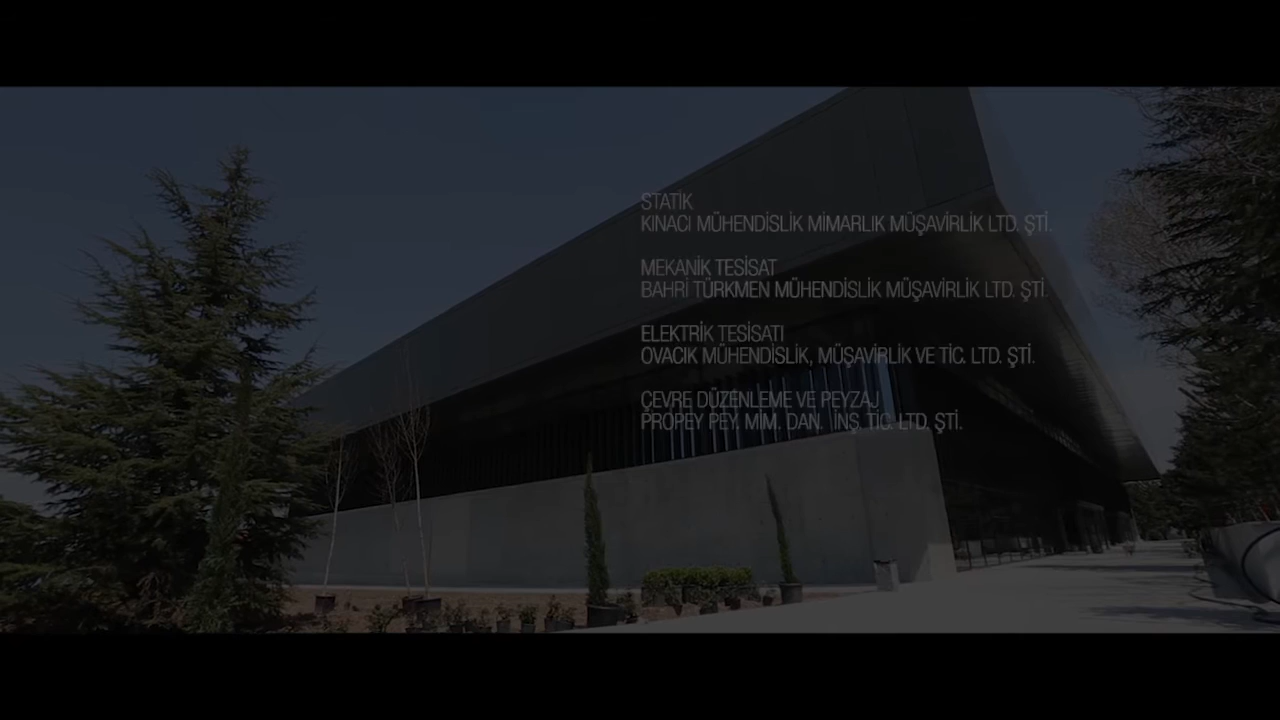 STATİK
KINACI MÜHENDİSLİK MİMARLIK MÜŞAVİRLİK LTD. ŞTİ.
MEKANİK TESİSAT
BAHRİ TÜRKMEN MÜHENDİSLİK MÜŞAVİRLİK LTD. ŞTİ.
ELEKTRİK TESİSATI
OVACIK MÜHENDİSLİK, MÜŞAVİRLİK VE TİC. LTD. ŞTİ.
ÇEVRE DÜZENLEME VE PEYZAJ
PROPEY PEY. MİM. DAN. İNŞ. TİC. LTD. ŞTİ.